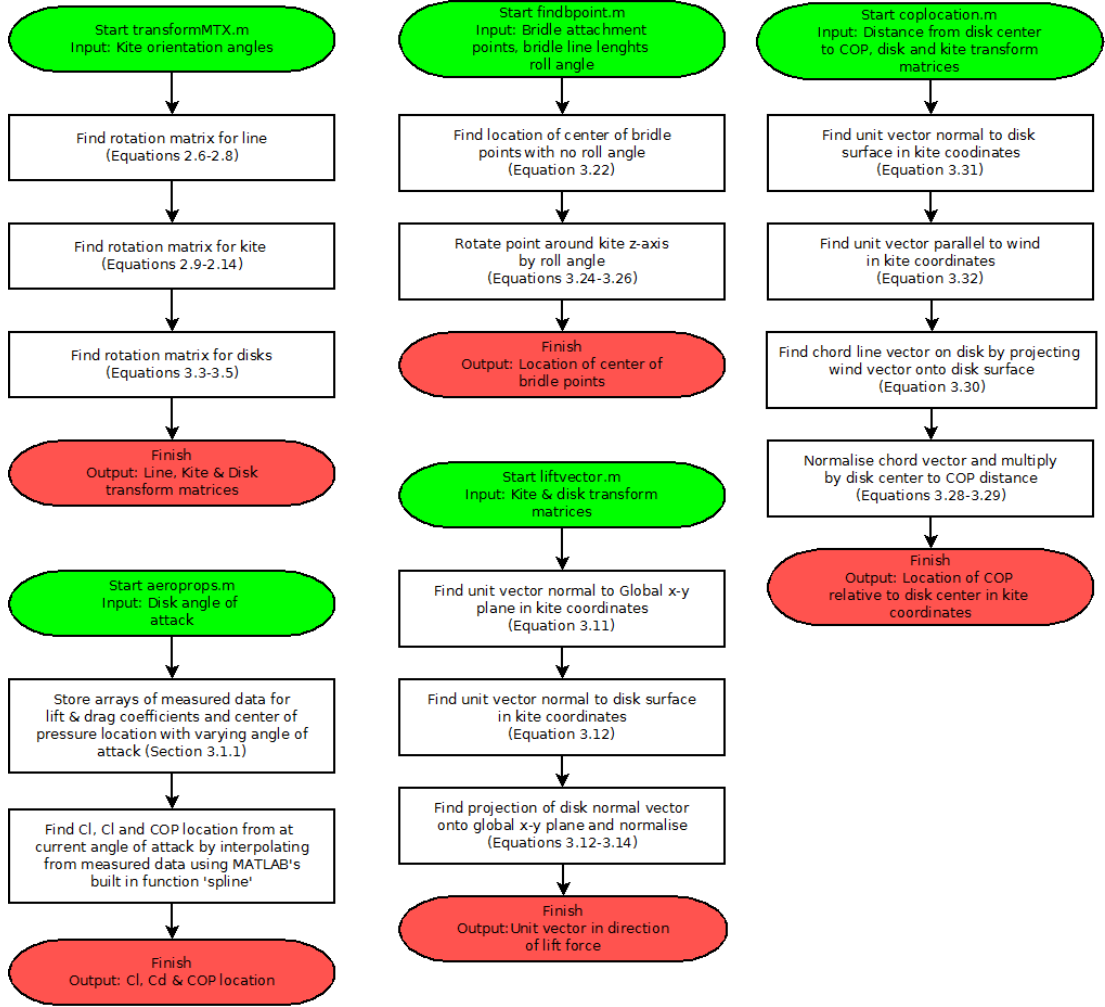 Start transformMTX.m
Input: Kite orientation angles
Find rotation matrix for line
(Equations 2.6-2.8)
Find rotation matrix for kite
(Equations 2.9-2.14)
Find rotation matrix for disks
(Equations 3.3-3.5)
Finish
Output: Line, Kite & Disk
transform matrices
Start aeroprops.m
Input: Disk angle of
attack
Store arrays of measured data for
lift & drag coefficients and center of
pressure location with varying angle of
attack (Section 3.1.1)
Find Cl, Cl and COP location from at
current angle of attack by interpolating
from measured data using MATLAB's
built in function 'spline'
Finish
Output: Cl, Cd & COP location
Start findbpoint.m
Input: Bridle attachment
points, bridle line lenghts
roll angle
Find location of center of bridle
points with no roll angle
(Equation 3.22)
Rotate point around kite z-axis
by roll angle
(Equations 3.24-3.26)
Finish
Output: Location of center of
bridle points
Start liftvector.m
Input: Kite & disk transform
matrices
Find unit vector normal to Global x-y
plane in kite coordinates
(Equation 3.11)
Find unit vector normal to disk surface
in kite coordinates
(Equation 3.12)
Find projection of disk normal vector
onto global x-y plane and normalise
(Equations 3.12-3.14)
Finish
Output:Unit vector in direction
of lift force
Start coplocation.m
Input: Distance from disk center
to COP, disk and kite transform
matrices
Find unit vector normal to disk
surface in kite coodinates
(Equation 3.31)
Find unit vector parallel to wind
in kite coordinates
(Equation 3.32)
Find chord line vector on disk by projecting
wind vector onto disk surface
(Equation 3.30)
Normalise chord vector and multiply
by disk center to COP distance
(Equations 3.28-3.29)
Finish
Output: Location of COP
relative to disk center in kite
coordinates